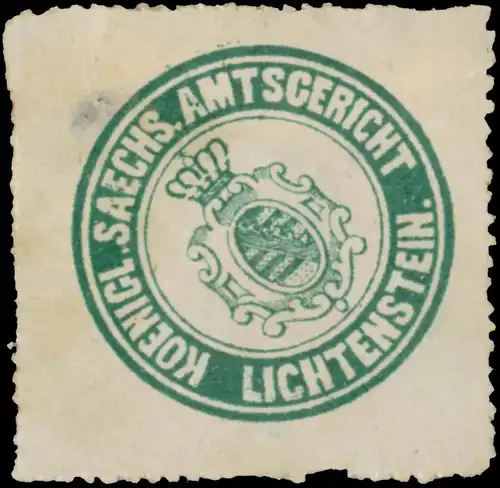 KOENIGL. SAECHS. AMTSGERICHT LICHTENSTEIN.